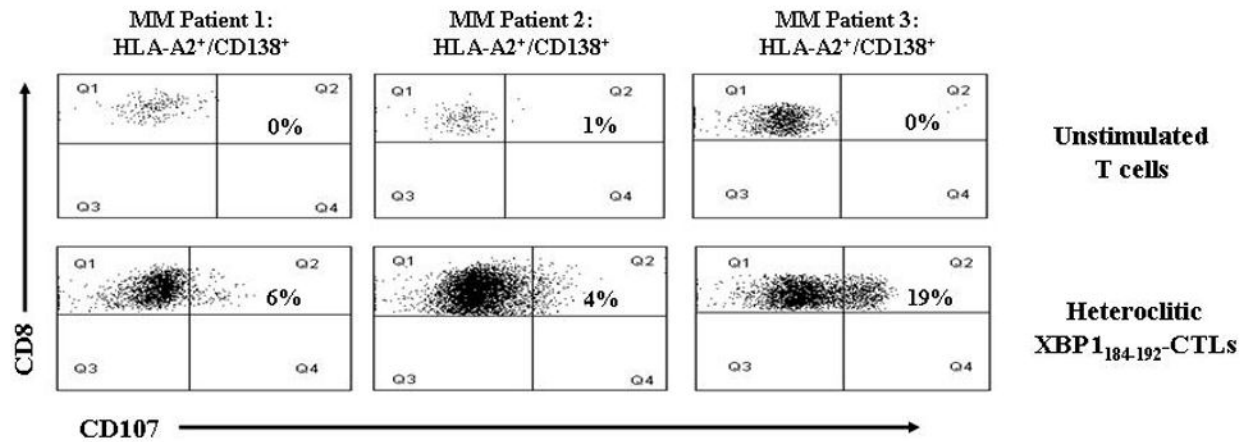 MM Patient 1:
HLA-A2⁺/CD138⁺
MM Patient 2:
HLA-A2⁺/CD138⁺
MM Patient 3:
HLA-A2⁺/CD138⁺
Q1
Q2
0%
Q3
Q4
Q1
Q2
1%
Q3
Q4
Q1
Q2
0%
Q3
Q4
Unstimulated
T cells
Q1
Q2
6%
Q3
Q4
Q1
Q2
4%
Q3
Q4
Q1
Q2
19%
Q3
Q4
Heteroclitic
XBP1₁₈₄₋₁₉₂-CTLs
CD8
CD107